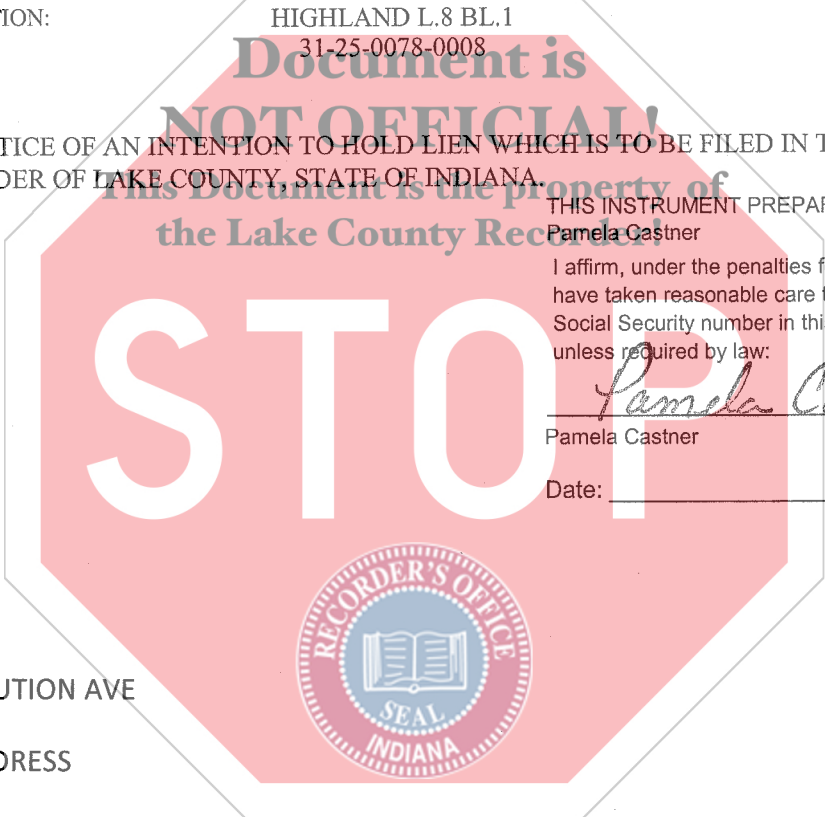 TION:
HIGHLAND L.8 BL.1
31-25-0078-0008
Document is
NOT OFFICIAL!
TICE OF AN INTENTION TO HOLD LIEN WHICH IS TO BE FILED IN T
DER OF LAKE COUNTY, STATE OF INDIANA.
This Document is the property of
the Lake County Recorder!
THIS INSTRUMENT PREPAR
Pamela Castner
I affirm, under the penalties f
have taken reasonable care t
Social Security number in this
unless required by law:
Pamela C
Pamela Castner
Date:
STOP
RECORDER'S OFFICE
SEAL
INDIANA
UTION AVE
DRESS